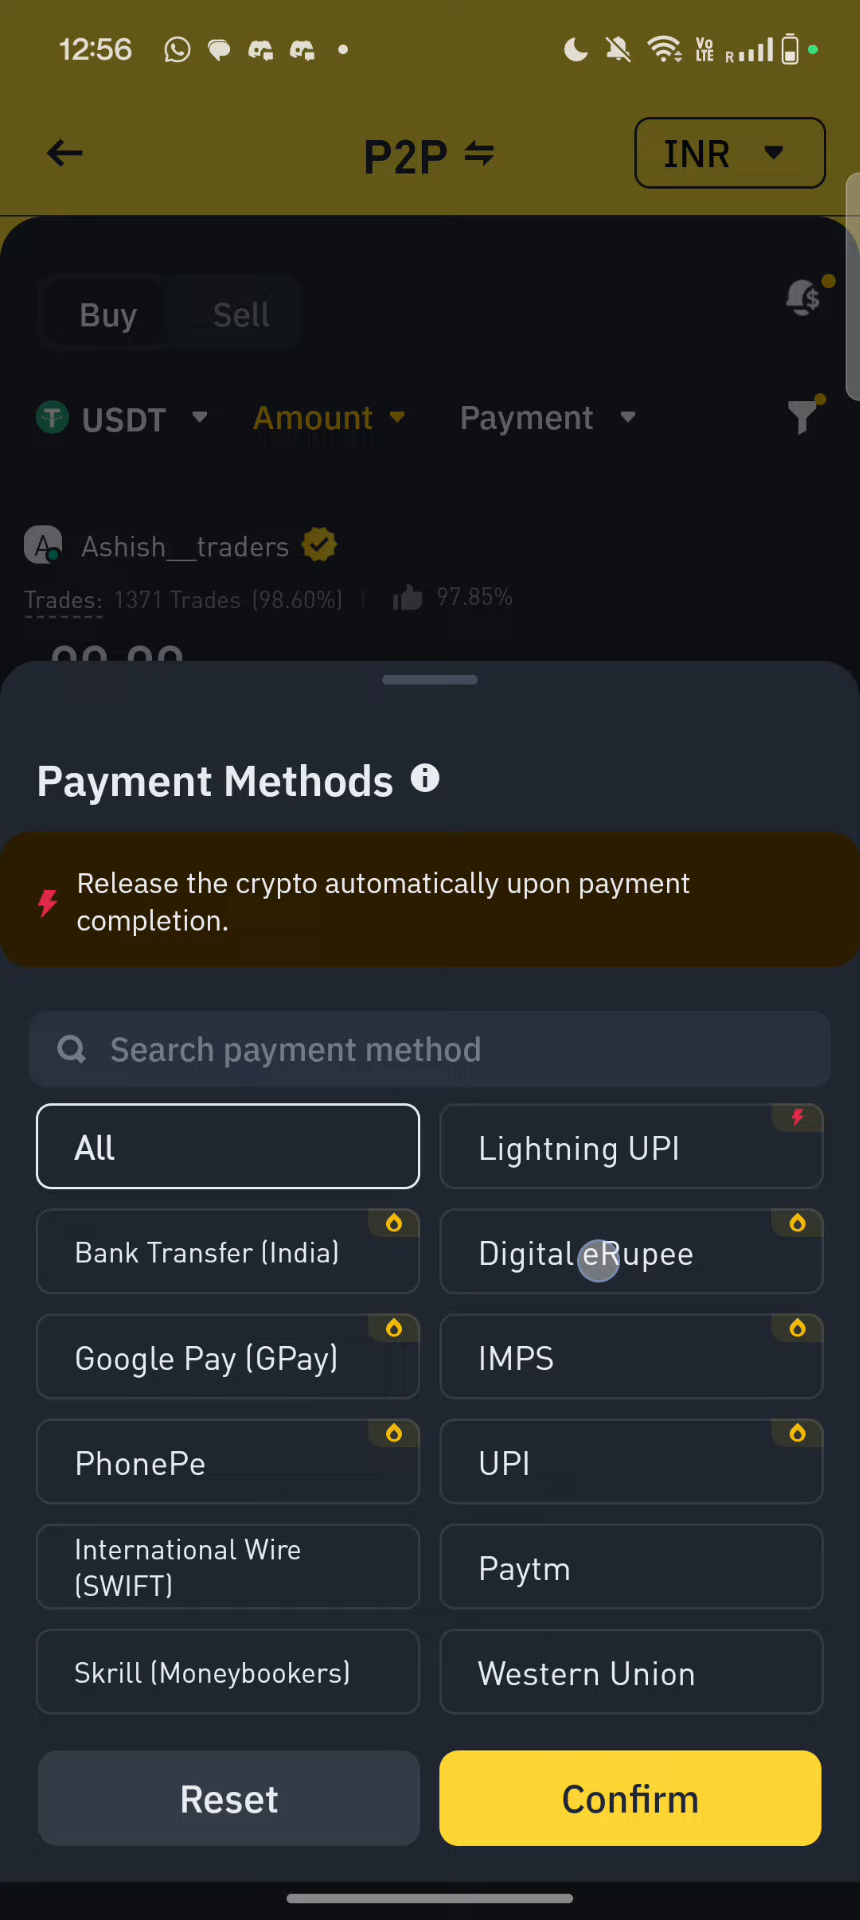 12:56
Vo
LTE
R
P2P
INR
Buy
Sell
USDT
Amount
Payment
A
Ashish__traders
Trades: 1371 Trades (98.60%)
97.85%
Payment Methods
Release the crypto automatically upon payment
completion.
Search payment method
All
Lightning UPI
Bank Transfer (India)
Digital eRupee
Google Pay (GPay)
IMPS
PhonePe
UPI
International Wire
(SWIFT)
Paytm
Skrill (Moneybookers)
Western Union
Reset
Confirm